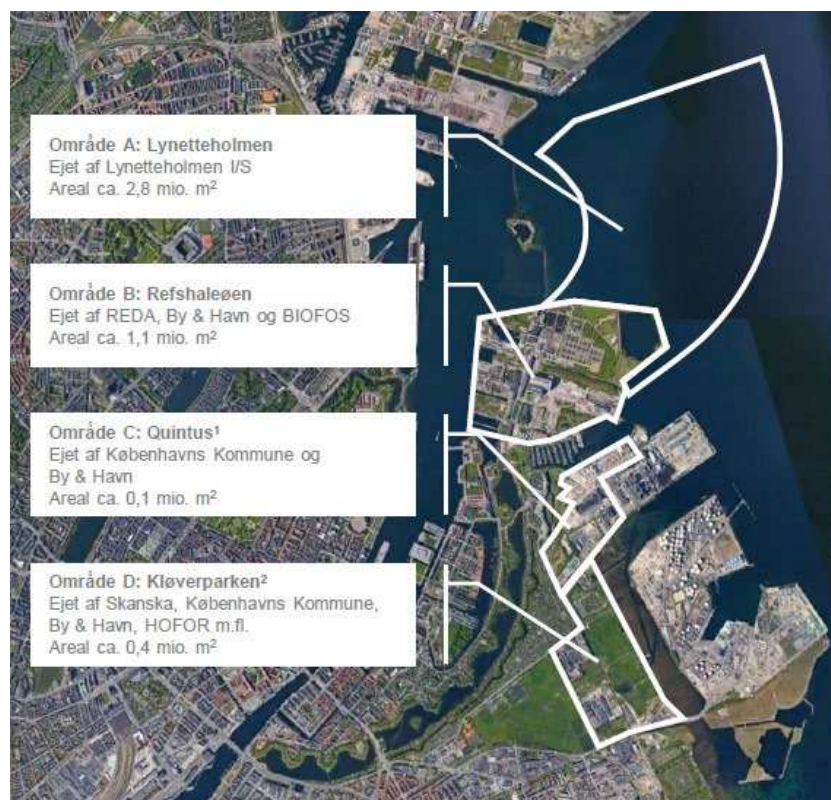 Område A: Lynetteholmen
Ejet af Lynetteholmen I/S
Areal ca. 2,8 mio. m²
Område B: Refshaleøen
Ejet af REDA, By & Havn og BIOFOS
Areal ca. 1,1 mio. m²
Område C: Quintus¹
Ejet af Københavns Kommune og
By & Havn
Areal ca. 0,1 mio. m²
Område D: Kløverparken²
Ejet af Skanska, Københavns Kommune,
By & Havn, HOFOR m.fl.
Areal ca. 0,4 mio. m²